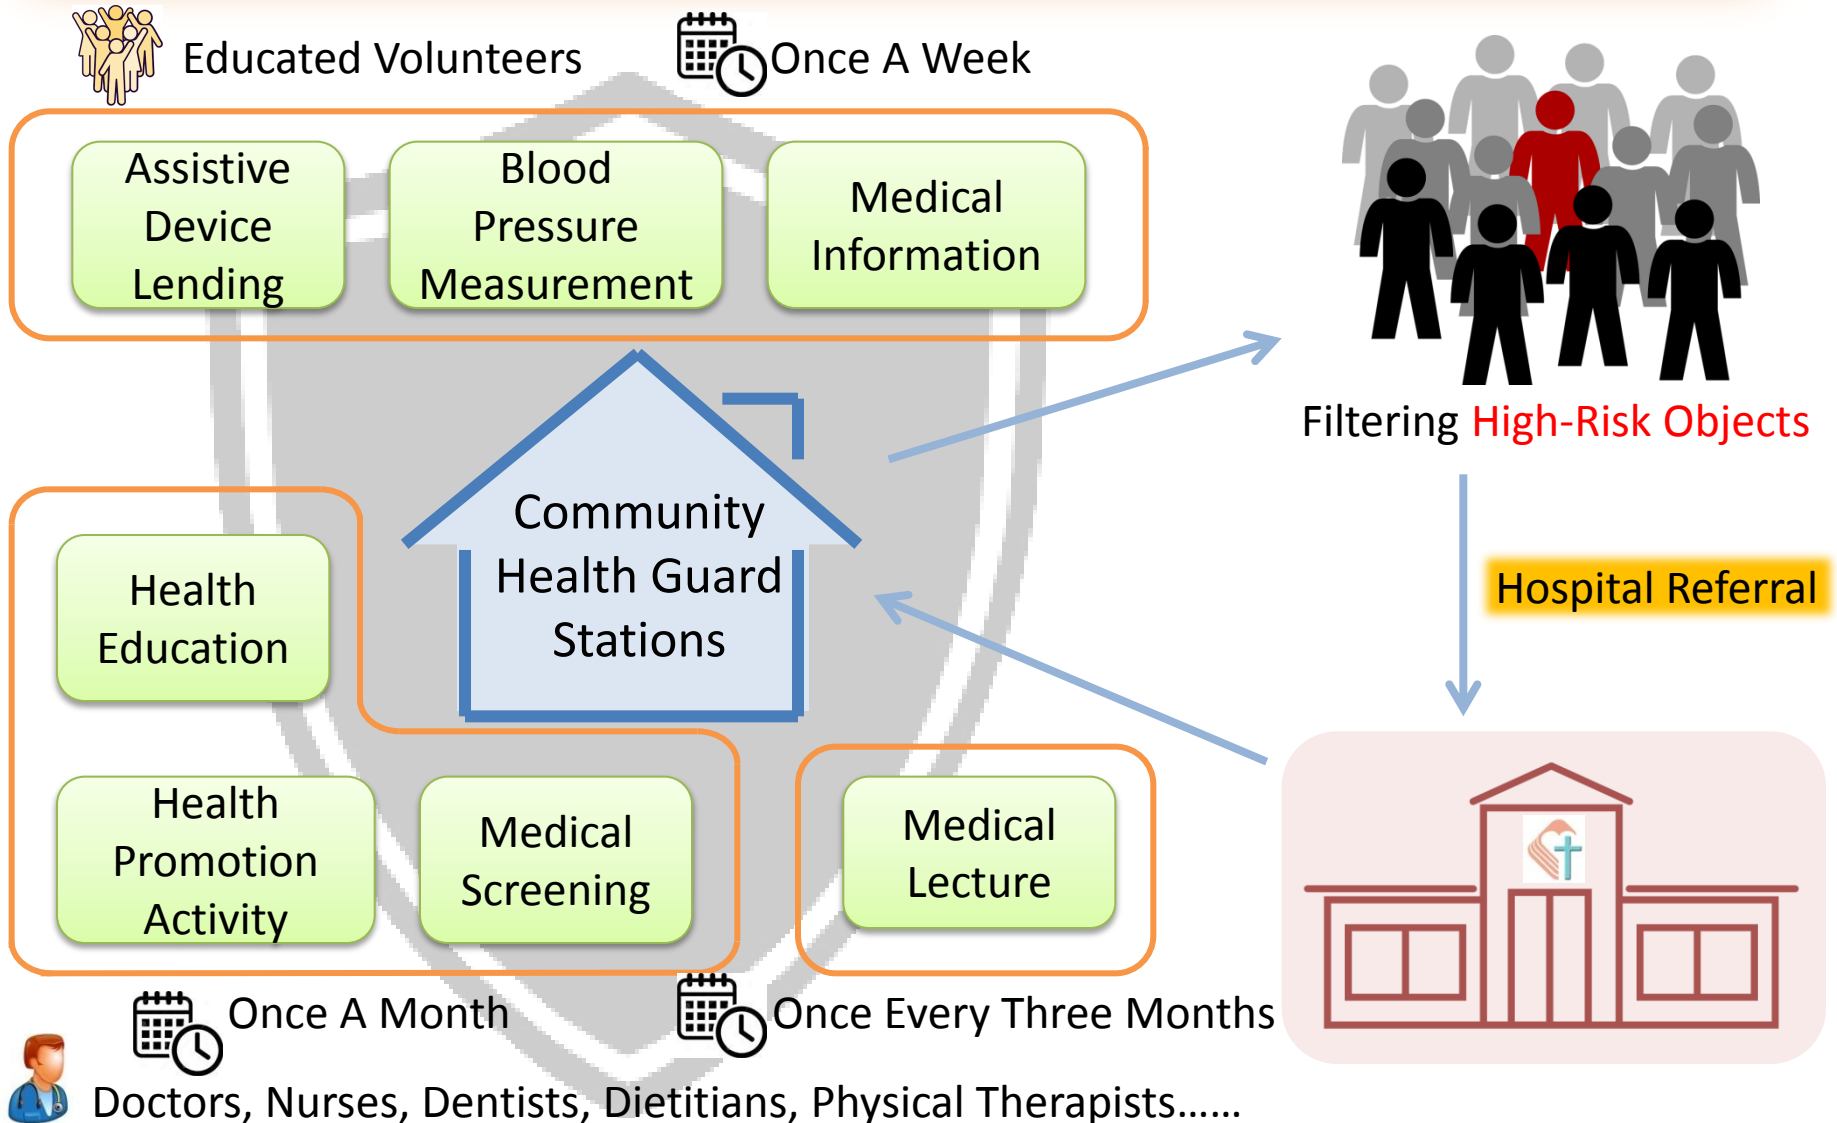 Educated Volunteers
Once A Week
Assistive
Device
Lending
Blood
Pressure
Measurement
Medical
Information
Filtering High-Risk Objects
Community
Health Guard
Stations
Hospital Referral
Health
Education
Health
Promotion
Activity
Medical
Screening
Medical
Lecture
Once A Month
Once Every Three Months
Doctors, Nurses, Dentists, Dietitians, Physical Therapists......